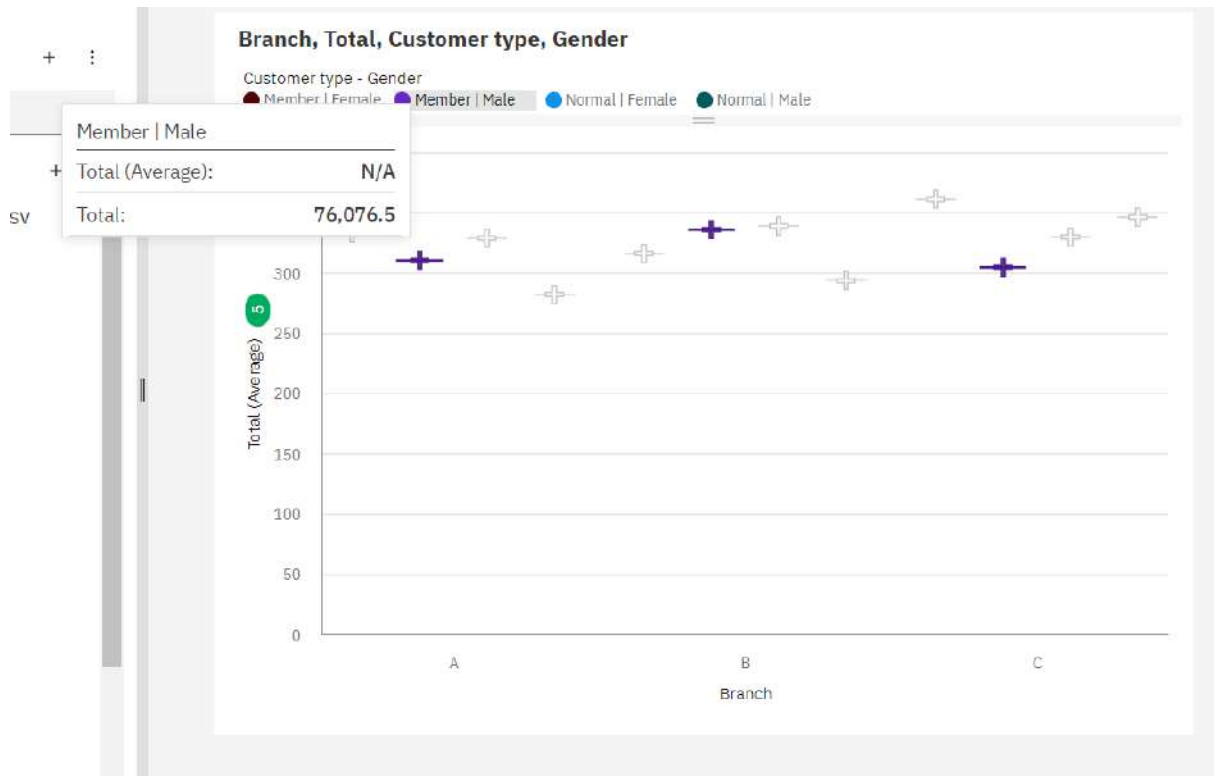 Branch, Total, Customer type, Gender
+
Customer type - Gender
Member | Female Member | Male Normal | Female Normal | Male
Member | Male
Total (Average): N/A
Total: 76,076.5
+
sv
300
5
250
200
150
100
50
0
Total (Average)
A B C
Branch